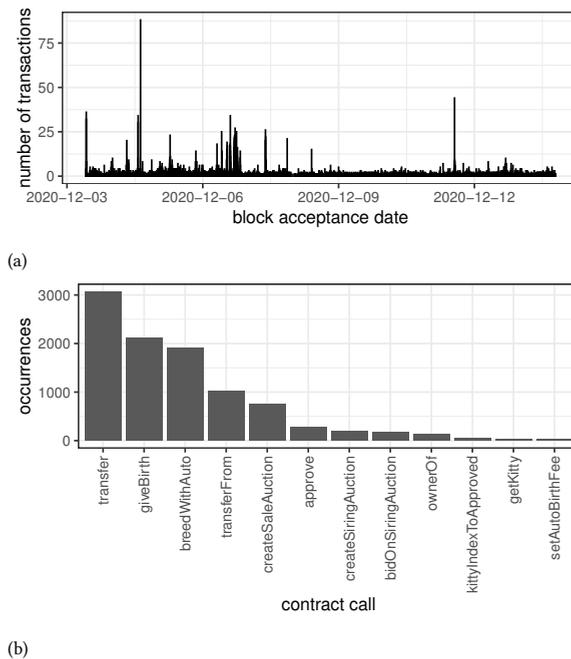 number of transactions
75
50
25
0
2020−12−03 2020−12−06 2020−12−09 2020−12−12
block acceptance date
(a)
occurrences
3000
2000
1000
0
transfer
giveBirth
breedWithAuto
transferFrom
createSaleAuction
approve
createSiringAuction
bidOnSiringAuction
ownerOf
kittyIndexToApproved
getKitty
setAutoBirthFee
contract call
(b)